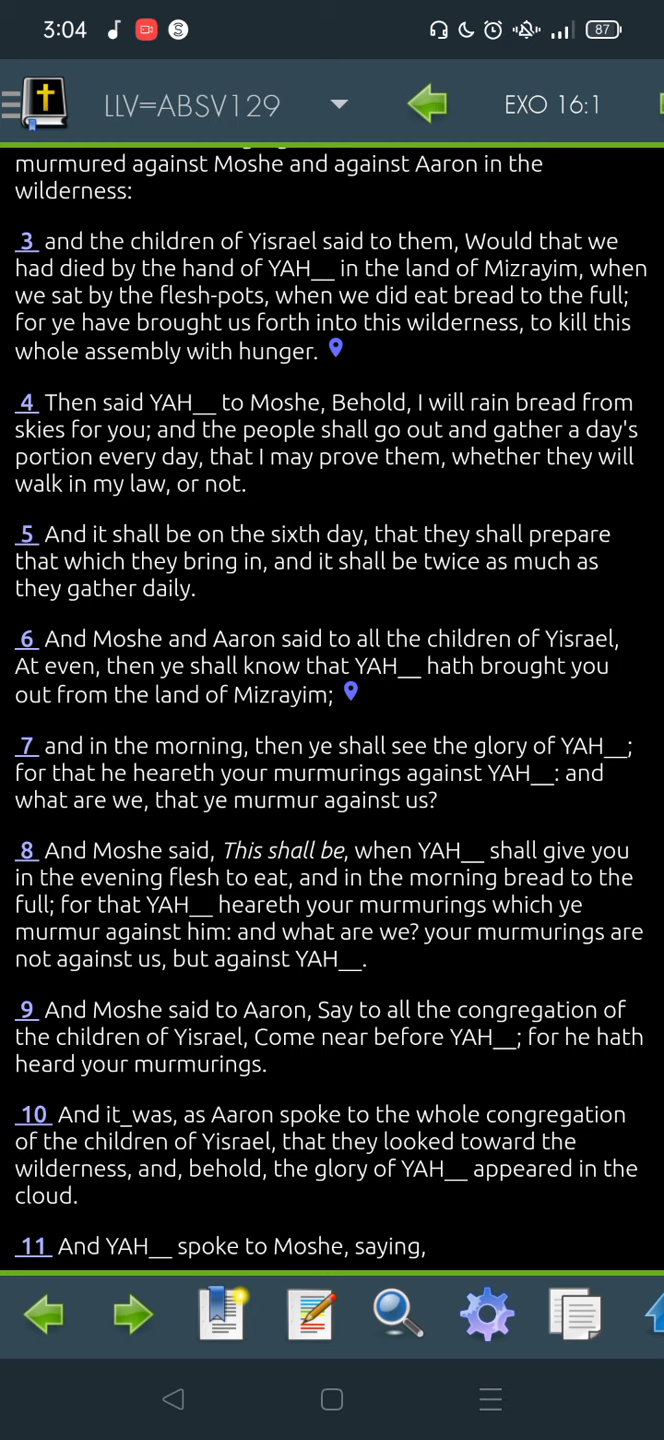 3:04
87
LLV=ABSV129
EXO 16:1
murmured against Moshe and against Aaron in the
wilderness:
3 and the children of Yisrael said to them, Would that we
had died by the hand of YAH__ in the land of Mizrayim, when
we sat by the flesh-pots, when we did eat bread to the full;
for ye have brought us forth into this wilderness, to kill this
whole assembly with hunger.
4 Then said YAH__ to Moshe, Behold, I will rain bread from
skies for you; and the people shall go out and gather a day's
portion every day, that I may prove them, whether they will
walk in my law, or not.
5 And it shall be on the sixth day, that they shall prepare
that which they bring in, and it shall be twice as much as
they gather daily.
6 And Moshe and Aaron said to all the children of Yisrael,
At even, then ye shall know that YAH__ hath brought you
out from the land of Mizrayim;
7 and in the morning, then ye shall see the glory of YAH__;
for that he heareth your murmurings against YAH__: and
what are we, that ye murmur against us?
8 And Moshe said, This shall be, when YAH__ shall give you
in the evening flesh to eat, and in the morning bread to the
full; for that YAH__ heareth your murmurings which ye
murmur against him: and what are we? your murmurings are
not against us, but against YAH__.
9 And Moshe said to Aaron, Say to all the congregation of
the children of Yisrael, Come near before YAH__; for he hath
heard your murmurings.
10 And it_was, as Aaron spoke to the whole congregation
of the children of Yisrael, that they looked toward the
wilderness, and, behold, the glory of YAH__ appeared in the
cloud.
11 And YAH__ spoke to Moshe, saying,